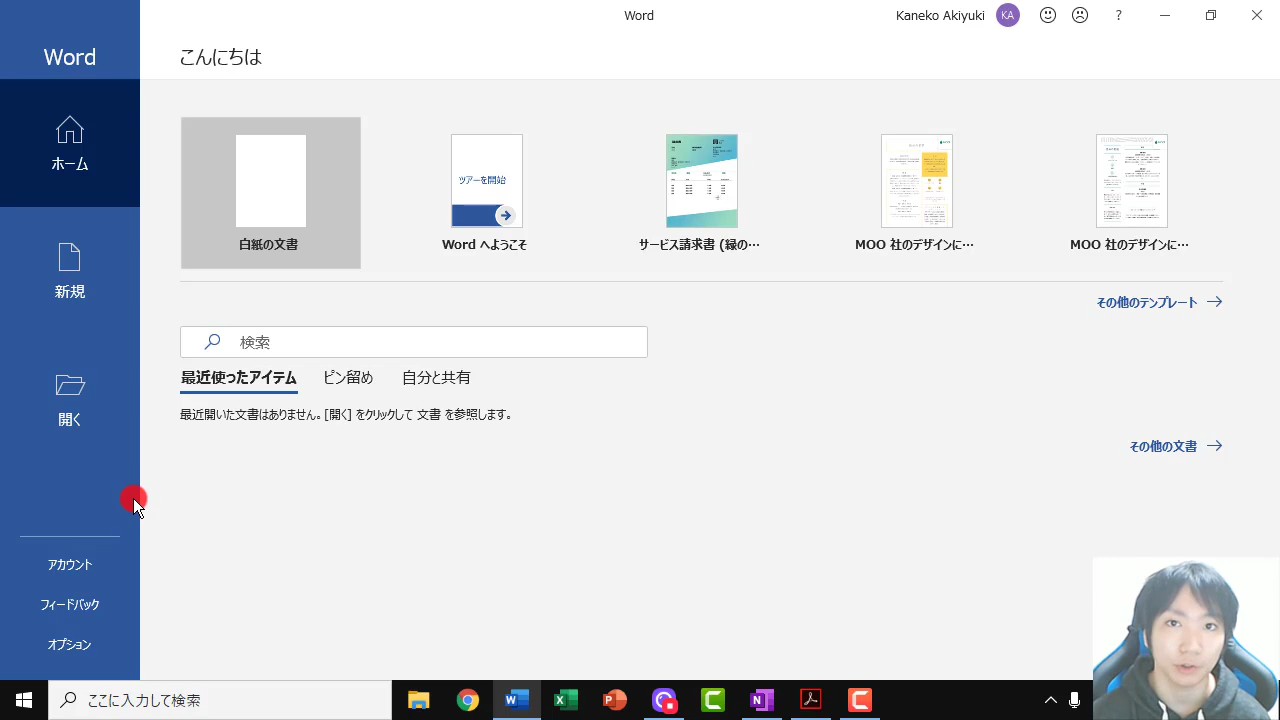 Word
Kaneko Akiyuki
KA
?
Word
こんにちは
ホーム
新規
開く
アカウント
フィードバック
オプション
ツアーを開始
白紙の文書
Word へようこそ
サービス請求書 (緑の…
MOO 社のデザインに…
MOO 社のデザインに…
その他のテンプレート
検索
最近使ったアイテム
ピン留め
自分と共有
最近開いた文書はありません。[開く] をクリックして 文書 を参照します。
その他の文書
ここに入力して検索